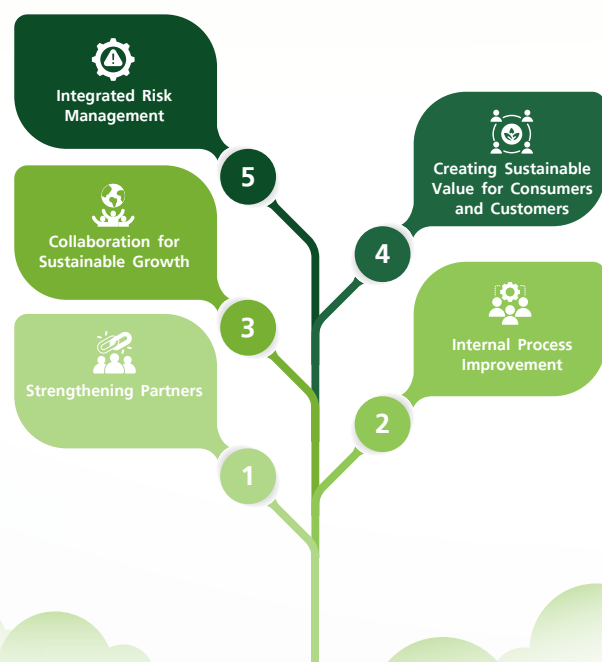 Integrated Risk
Management
5
Creating Sustainable
Value for Consumers
and Customers
4
Collaboration for
Sustainable Growth
3
Internal Process
Improvement
2
Strengthening Partners
1